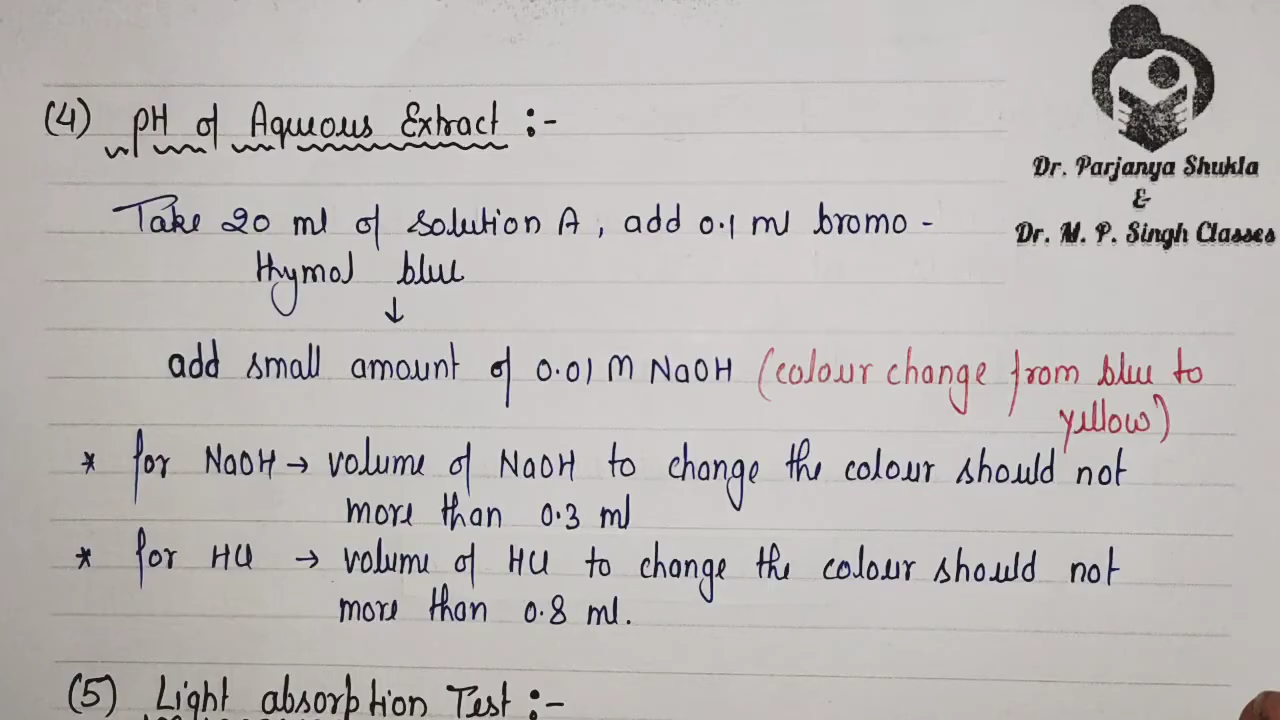 (4) pH of Aqueous Extract :-
Take 20 ml of solution A, add 0.1 ml bromo-
thymol blue
↓
add small amount of 0.01 M NaOH (colour change from blue to
yellow)
* for NaOH → volume of NaOH to change the colour should not
more than 0.3 ml
* for HCl → volume of HCl to change the colour should not
more than 0.8 ml.
(5) Light absorption Test :-
Dr. Parjanya Shukla
&
Dr. M. P. Singh Classes